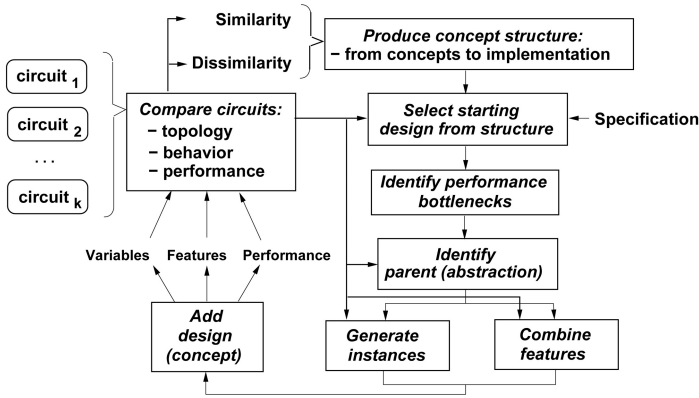 circuit 1
circuit 2
...
circuit k
Similarity
Dissimilarity
Compare circuits:
– topology
– behavior
– performance
Produce concept structure:
– from concepts to implementation
Select starting
design from structure
Specification
Identify performance
bottlenecks
Identify
parent (abstraction)
Variables Features Performance
Add
design
(concept)
Generate
instances
Combine
features